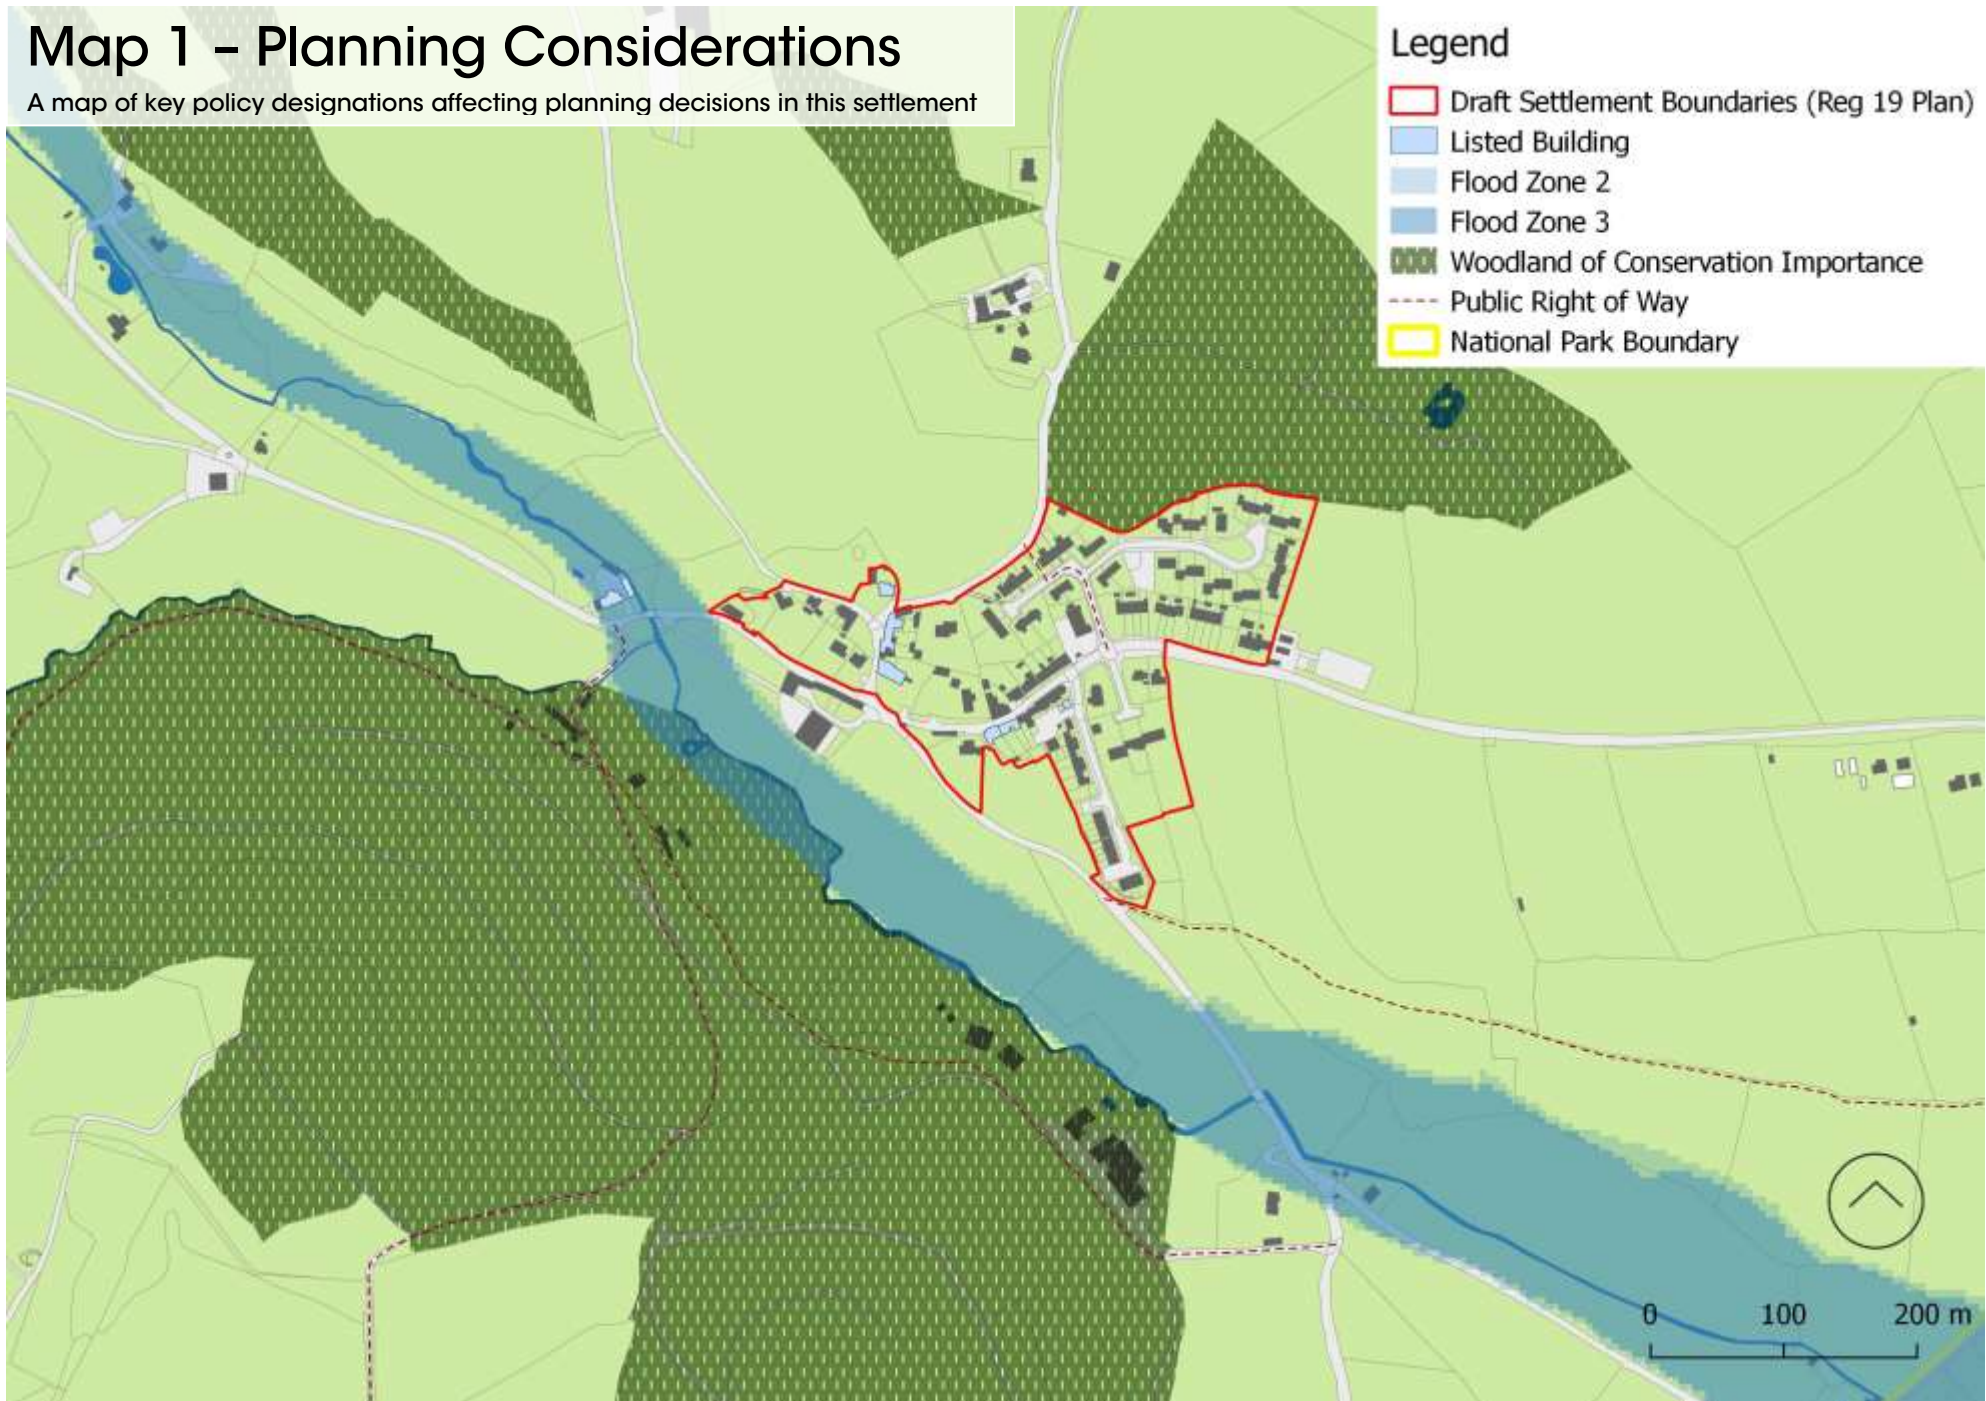 Map 1 – Planning Considerations
A map of key policy designations affecting planning decisions in this settlement
Legend
Draft Settlement Boundaries (Reg 19 Plan)
Listed Building
Flood Zone 2
Flood Zone 3
Woodland of Conservation Importance
Public Right of Way
National Park Boundary
0 100 200 m